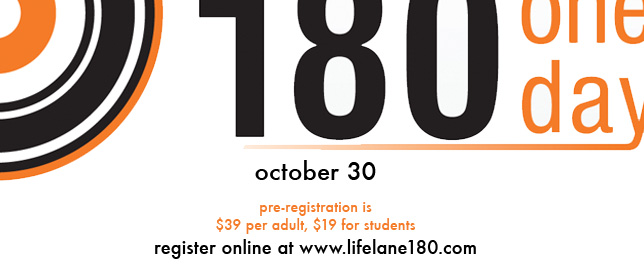 180 one
day
october 30
pre-registration is
$39 per adult, $19 for students
register online at www.lifelane180.com